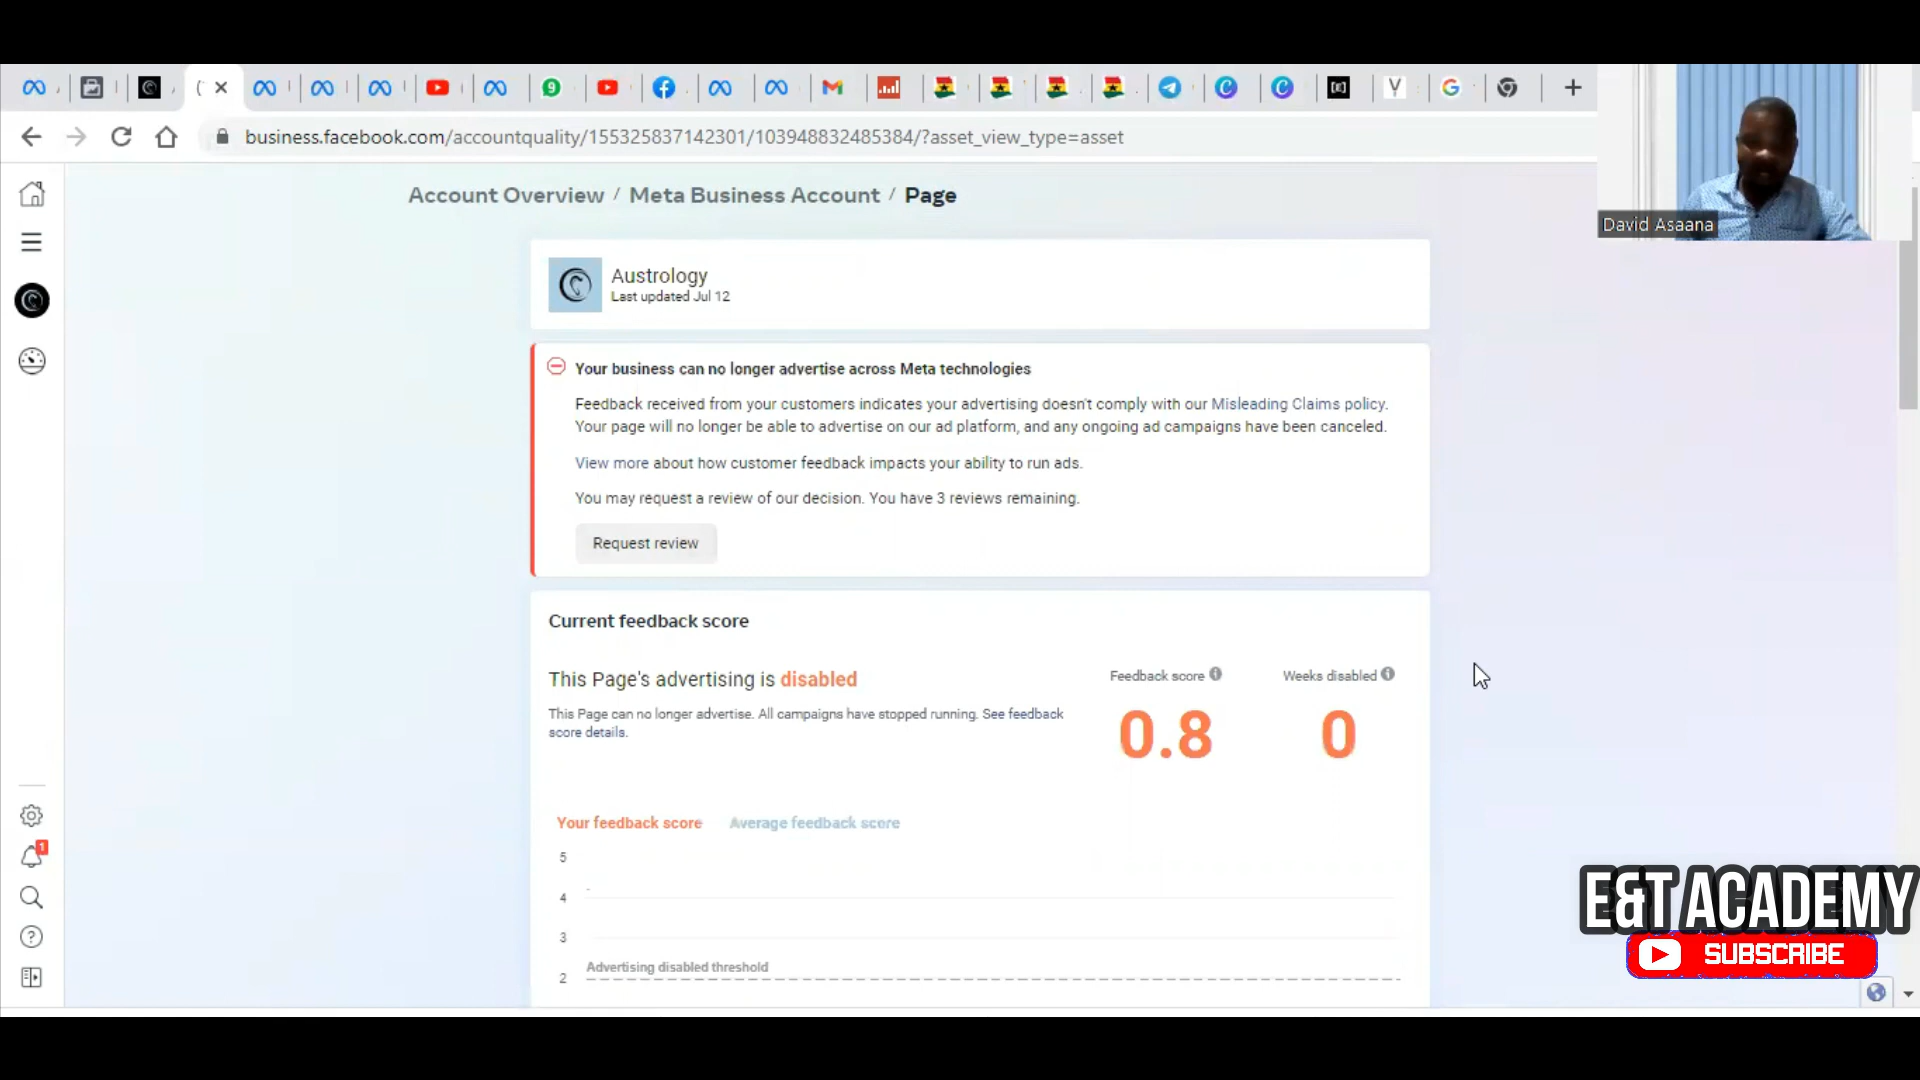 business.facebook.com/accountquality/155325837142301/103948832485384/?asset_view_type=asset
Account Overview / Meta Business Account / Page
David Asaana
Austrology
Last updated Jul 12
Your business can no longer advertise across Meta technologies
Feedback received from your customers indicates your advertising doesn't comply with our Misleading Claims policy.
Your page will no longer be able to advertise on our ad platform, and any ongoing ad campaigns have been canceled.
View more about how customer feedback impacts your ability to run ads.
You may request a review of our decision. You have 3 reviews remaining.
Request review
Current feedback score
This Page's advertising is disabled
This Page can no longer advertise. All campaigns have stopped running. See feedback
score details.
Feedback score
0.8
Weeks disabled
0
Your feedback score Average feedback score
5
4
3
Advertising disabled threshold
2
1
E&T ACADEMY
SUBSCRIBE